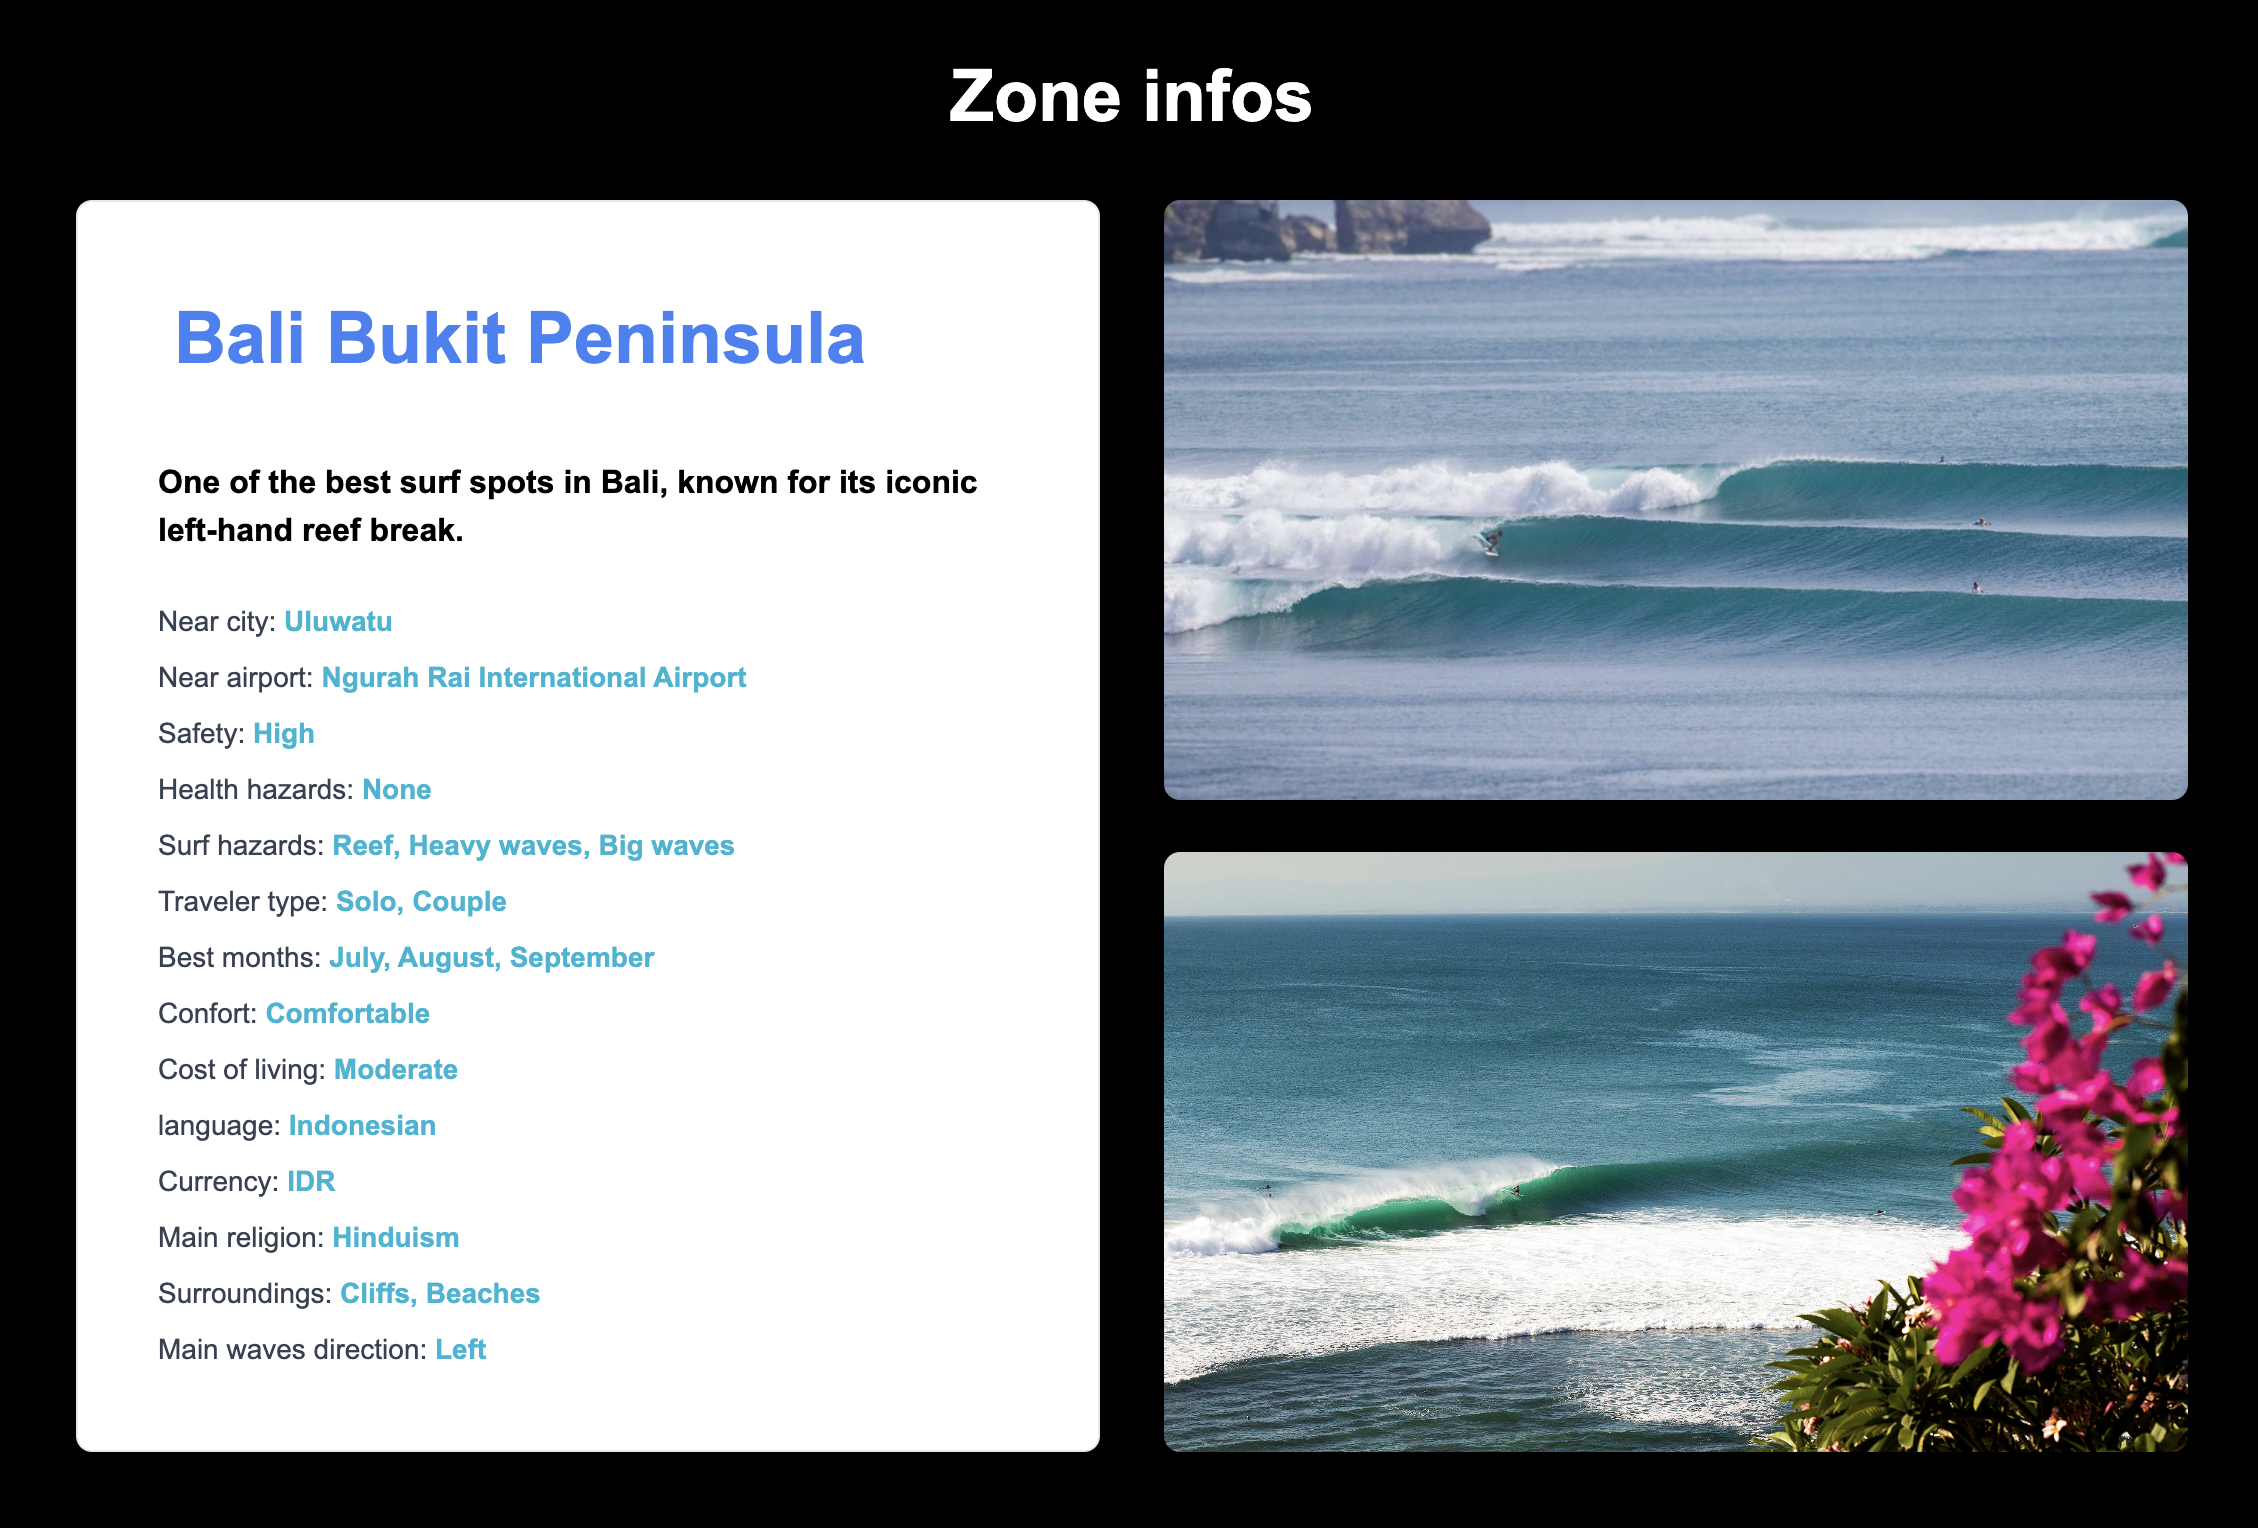 Zone infos
Bali Bukit Peninsula
One of the best surf spots in Bali, known for its iconic
left-hand reef break.
Near city: Uluwatu
Near airport: Ngurah Rai International Airport
Safety: High
Health hazards: None
Surf hazards: Reef, Heavy waves, Big waves
Traveler type: Solo, Couple
Best months: July, August, September
Confort: Comfortable
Cost of living: Moderate
language: Indonesian
Currency: IDR
Main religion: Hinduism
Surroundings: Cliffs, Beaches
Main waves direction: Left